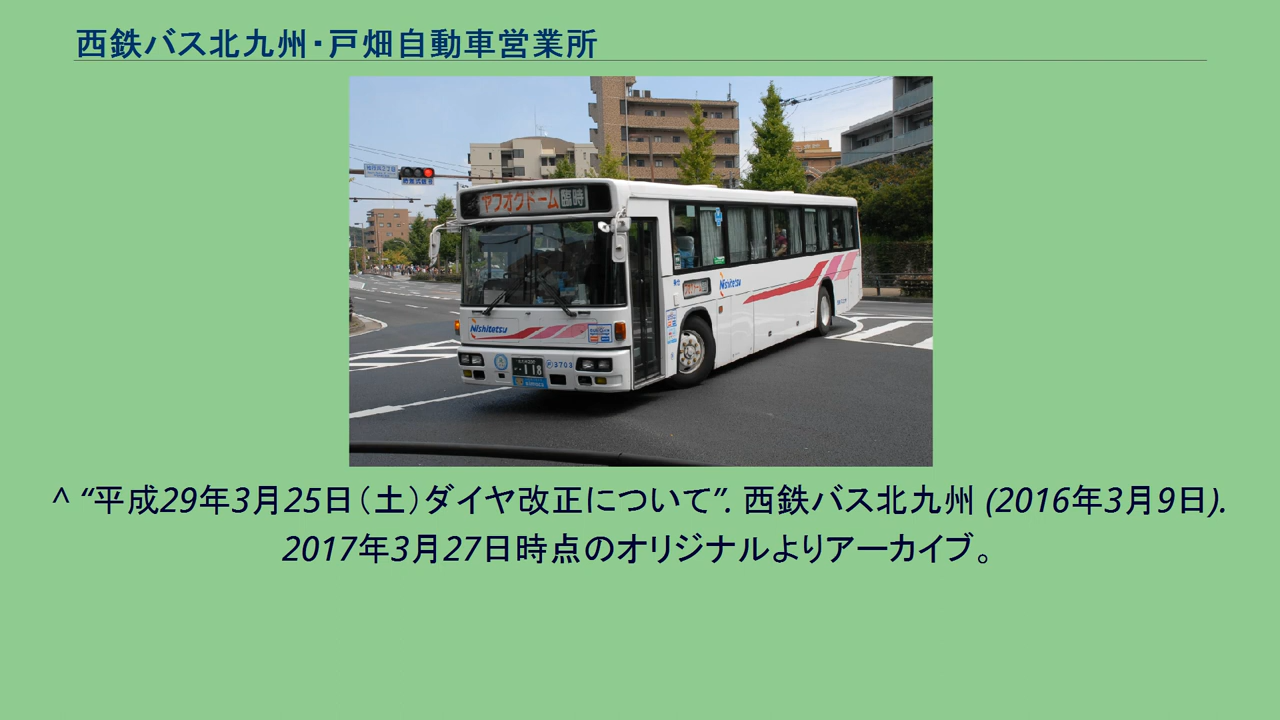 西鉄バス北九州・戸畑自動車営業所
ヤフオクドーム 臨時
Nishitetsu
Nishitetsu
118
3703
^ “平成29年3月25日（土）ダイヤ改正について”. 西鉄バス北九州 (2016年3月9日).
2017年3月27日時点のオリジナルよりアーカイブ。